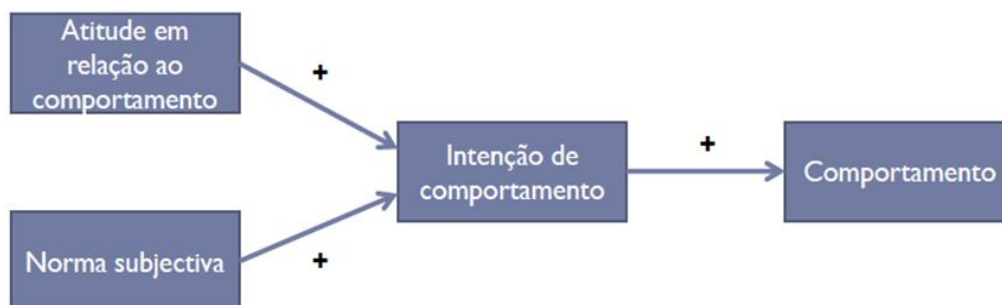 Atitude em
relação ao
comportamento
+
Intenção de
comportamento
+
Comportamento
Norma subjectiva
+